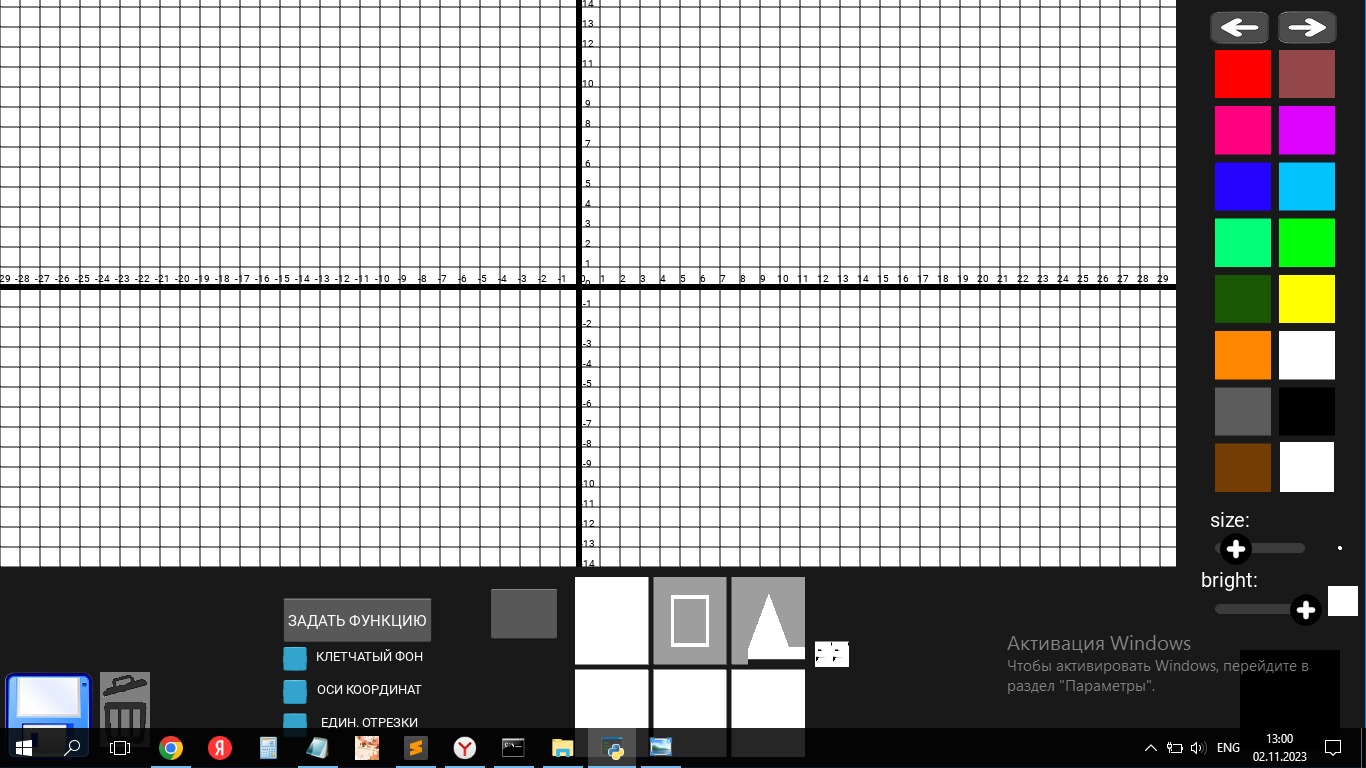 14
13
12
11
10
9
8
7
6
5
4
3
2
1
29 -28 -27 -26 -25 -24 -23 -22 -21 -20 -19 -18 -17 -16 -15 -14 -13 -12 -11 -10 -9 -8 -7 -6 -5 -4 -3 -2 -1 0 1 2 3 4 5 6 7 8 9 10 11 12 13 14 15 16 17 18 19 20 21 22 23 24 25 26 27 28 29
0
-1
-2
-3
-4
-5
-6
-7
-8
-9
-10
-11
-12
-13
14
size:
bright:
ЗАДАТЬ ФУНКЦИЮ
КЛЕТЧАТЫЙ ФОН
ОСИ КООРДИНАТ
ЕДИН. ОТРЕЗКИ
Активация Windows
Чтобы активировать Windows, перейдите в
раздел "Параметры".
ENG
13:00
02.11.2023